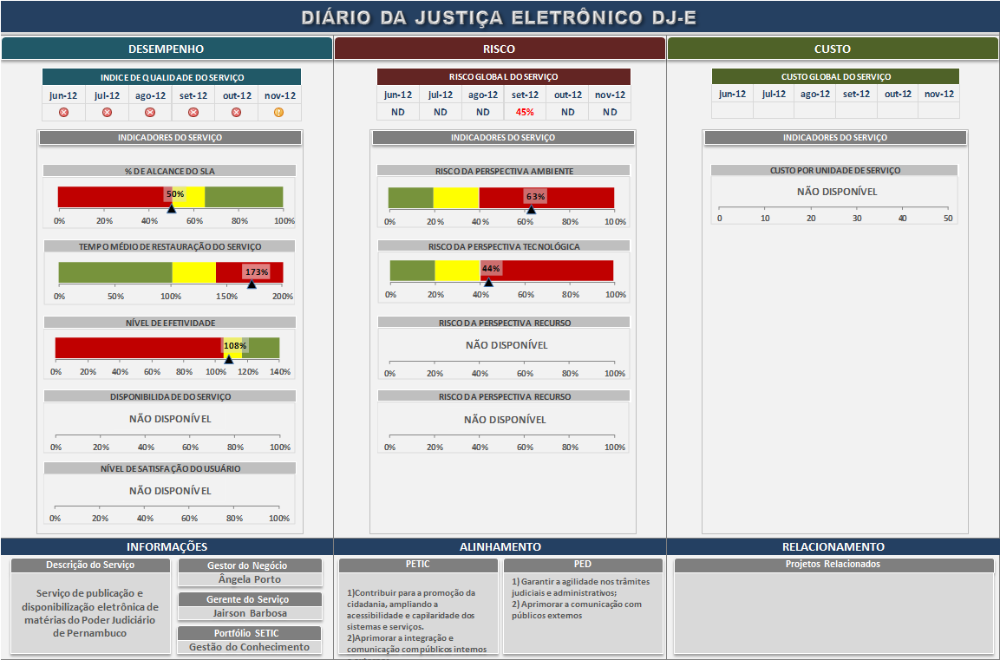 DIÁRIO DA JUSTIÇA ELETRÔNICO DJ-E
DESEMPENHO
INDICE DE QUALIDADE DO SERVIÇO
jun-12 jul-12 ago-12 set-12 out-12 nov-12
INDICADORES DO SERVIÇO
% DE ALCANCE DO SLA
50%
0% 20% 40% 60% 80% 100%
TEMPO MÉDIO DE RESTAURAÇÃO DO SERVIÇO
173%
0% 50% 100% 150% 200%
NÍVEL DE EFETIVIDADE
108%
0% 20% 40% 60% 80% 100% 120% 140%
DISPONIBILIDADE DO SERVIÇO
NÃO DISPONÍVEL
0% 20% 40% 60% 80% 100%
NÍVEL DE SATISFAÇÃO DO USUÁRIO
NÃO DISPONÍVEL
0% 20% 40% 60% 80% 100%
RISCO
RISCO GLOBAL DO SERVIÇO
jun-12 jul-12 ago-12 set-12 out-12 nov-12
ND ND ND 45% ND ND
INDICADORES DO SERVIÇO
RISCO DA PERSPECTIVA AMBIENTE
63%
0% 20% 40% 60% 80% 100%
RISCO DA PERSPECTIVA TECNOLÓGICA
44%
0% 20% 40% 60% 80% 100%
RISCO DA PERSPECTIVA RECURSO
NÃO DISPONÍVEL
0% 20% 40% 60% 80% 100%
RISCO DA PERSPECTIVA RECURSO
NÃO DISPONÍVEL
0% 20% 40% 60% 80% 100%
CUSTO
CUSTO GLOBAL DO SERVIÇO
jun-12 jul-12 ago-12 set-12 out-12 nov-12
INDICADORES DO SERVIÇO
CUSTO POR UNIDADE DE SERVIÇO
NÃO DISPONÍVEL
0 10 20 30 40 50
INFORMAÇÕES
Descrição do Serviço
Serviço de publicação e
disponibilização eletrônica de
matérias do Poder Judiciário
de Pernambuco
Gestor do Negócio
Ângela Porto
Gerente do Serviço
Jairson Barbosa
Portfólio SETIC
Gestão do Conhecimento
ALINHAMENTO
PETIC
1)Contribuir para a promoção da
cidadania, ampliando a
acessibilidade e capilaridade dos
sistemas e serviços.
2)Aprimorar a integração e
comunicação com públicos internos
PED
1) Garantir a agilidade nos trâmites
judiciais e administrativos;
2) Aprimorar a comunicação com
públicos externos
RELACIONAMENTO
Projetos Relacionados